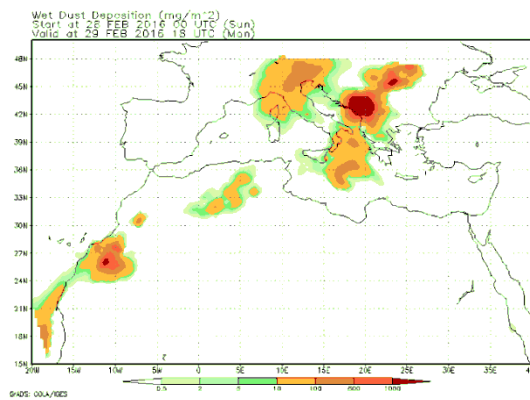 Wet Dust Deposition (mg/m^2)
Start at 28 FEB 2016 00 UTC (Sun)
Valid at 29 FEB 2016 18 UTC (Mon)
48N
45N
42N
39N
36N
33N
30N
27N
24N
21N
18N
15N
20W 15W 10W 5W 0 5E 10E 15E 20E 25E 30E 35E
0.5 2 5 10 100 1000
GrADS: COLA/IGES